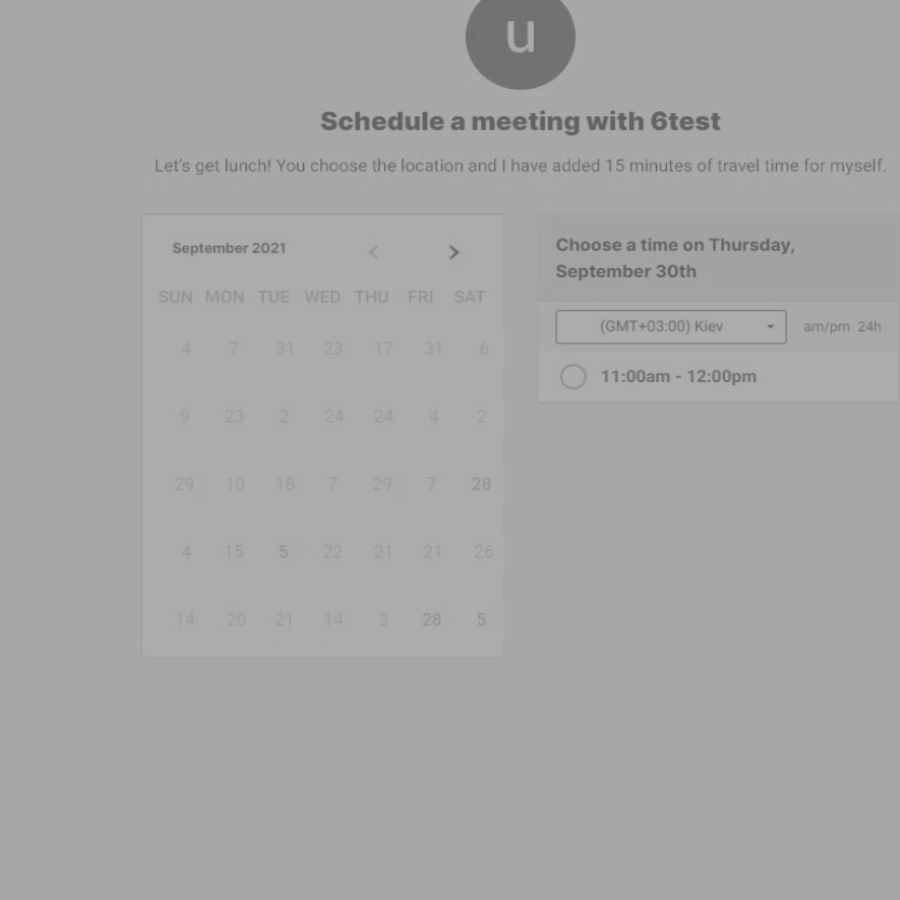 u
Schedule a meeting with 6test
Let's get lunch! You choose the location and I have added 15 minutes of travel time for myself.
September 2021
SUN MON TUE WED THU FRI SAT
4 7 31 23 17 31 6
9 23 2 24 24 4 2
29 10 18 7 29 7 28
4 15 5 22 21 21 26
14 20 21 14 3 28 5
Choose a time on Thursday,
September 30th
(GMT+03:00) Kiev am/pm 24h
11:00am - 12:00pm